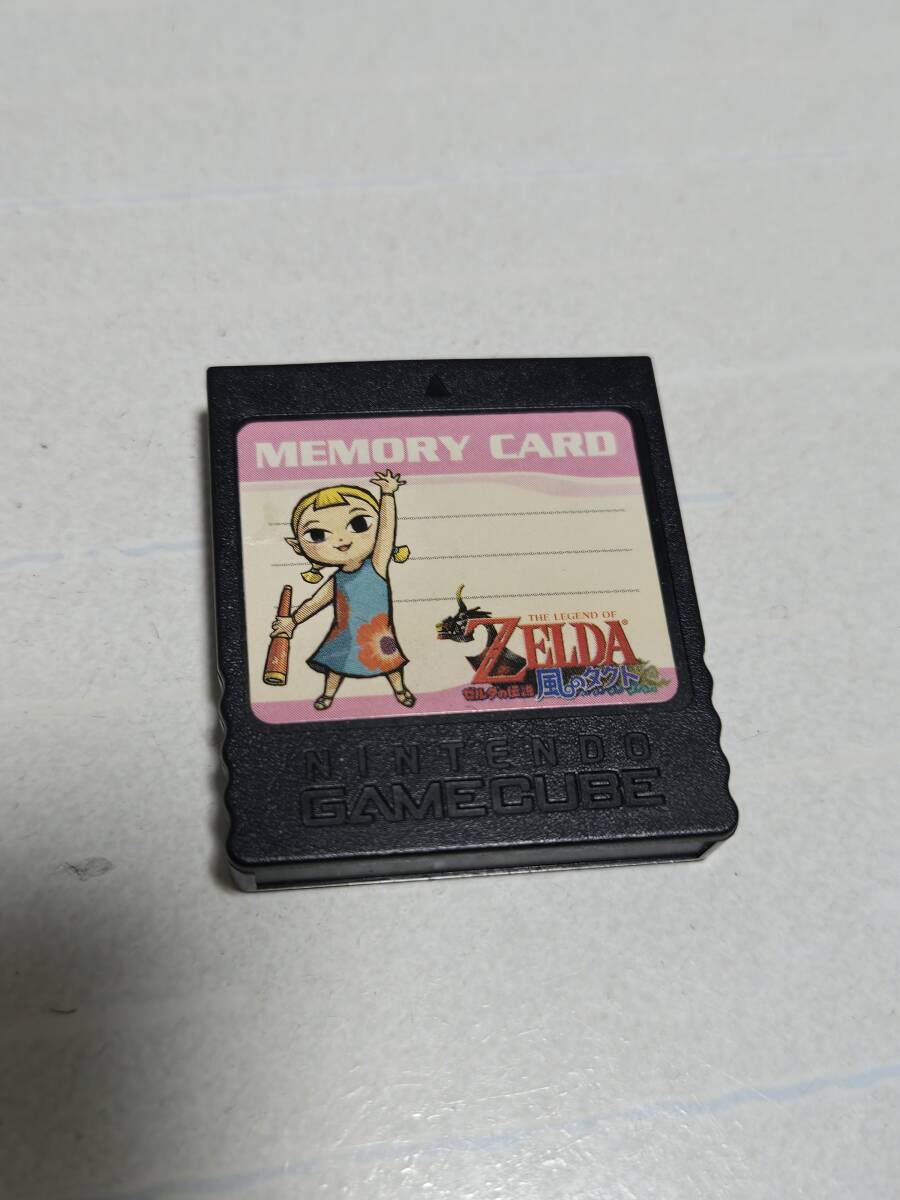 MEMORY CARD
THE LEGEND OF
ZELDA
ゼルダの伝説 風のタクト
NINTENDO
GAMECUBE